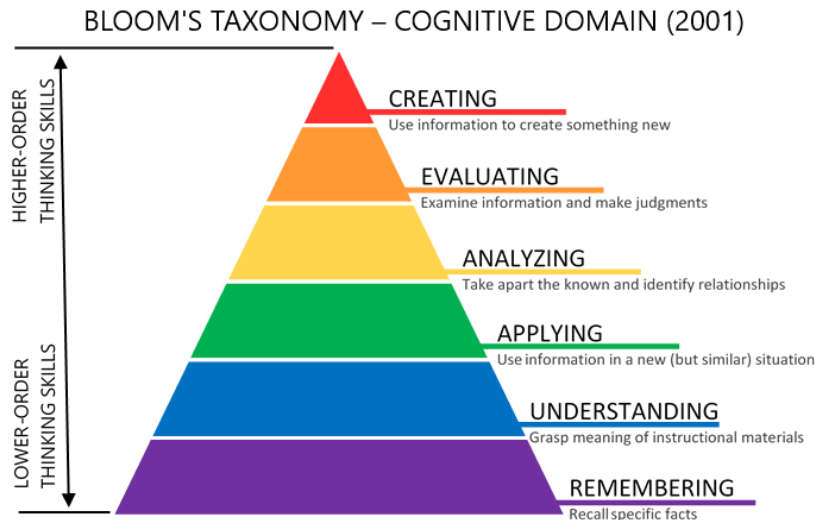 BLOOM'S TAXONOMY – COGNITIVE DOMAIN (2001)
HIGHER-ORDER
THINKING SKILLS
LOWER-ORDER
THINKING SKILLS
CREATING
Use information to create something new
EVALUATING
Examine information and make judgments
ANALYZING
Take apart the known and identify relationships
APPLYING
Use information in a new (but similar) situation
UNDERSTANDING
Grasp meaning of instructional materials
REMEMBERING
Recall specific facts